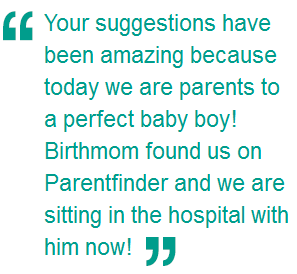 “ Your suggestions have
been amazing because
today we are parents to
a perfect baby boy!
Birthmom found us on
Parentfinder and we are
sitting in the hospital with
him now! ”